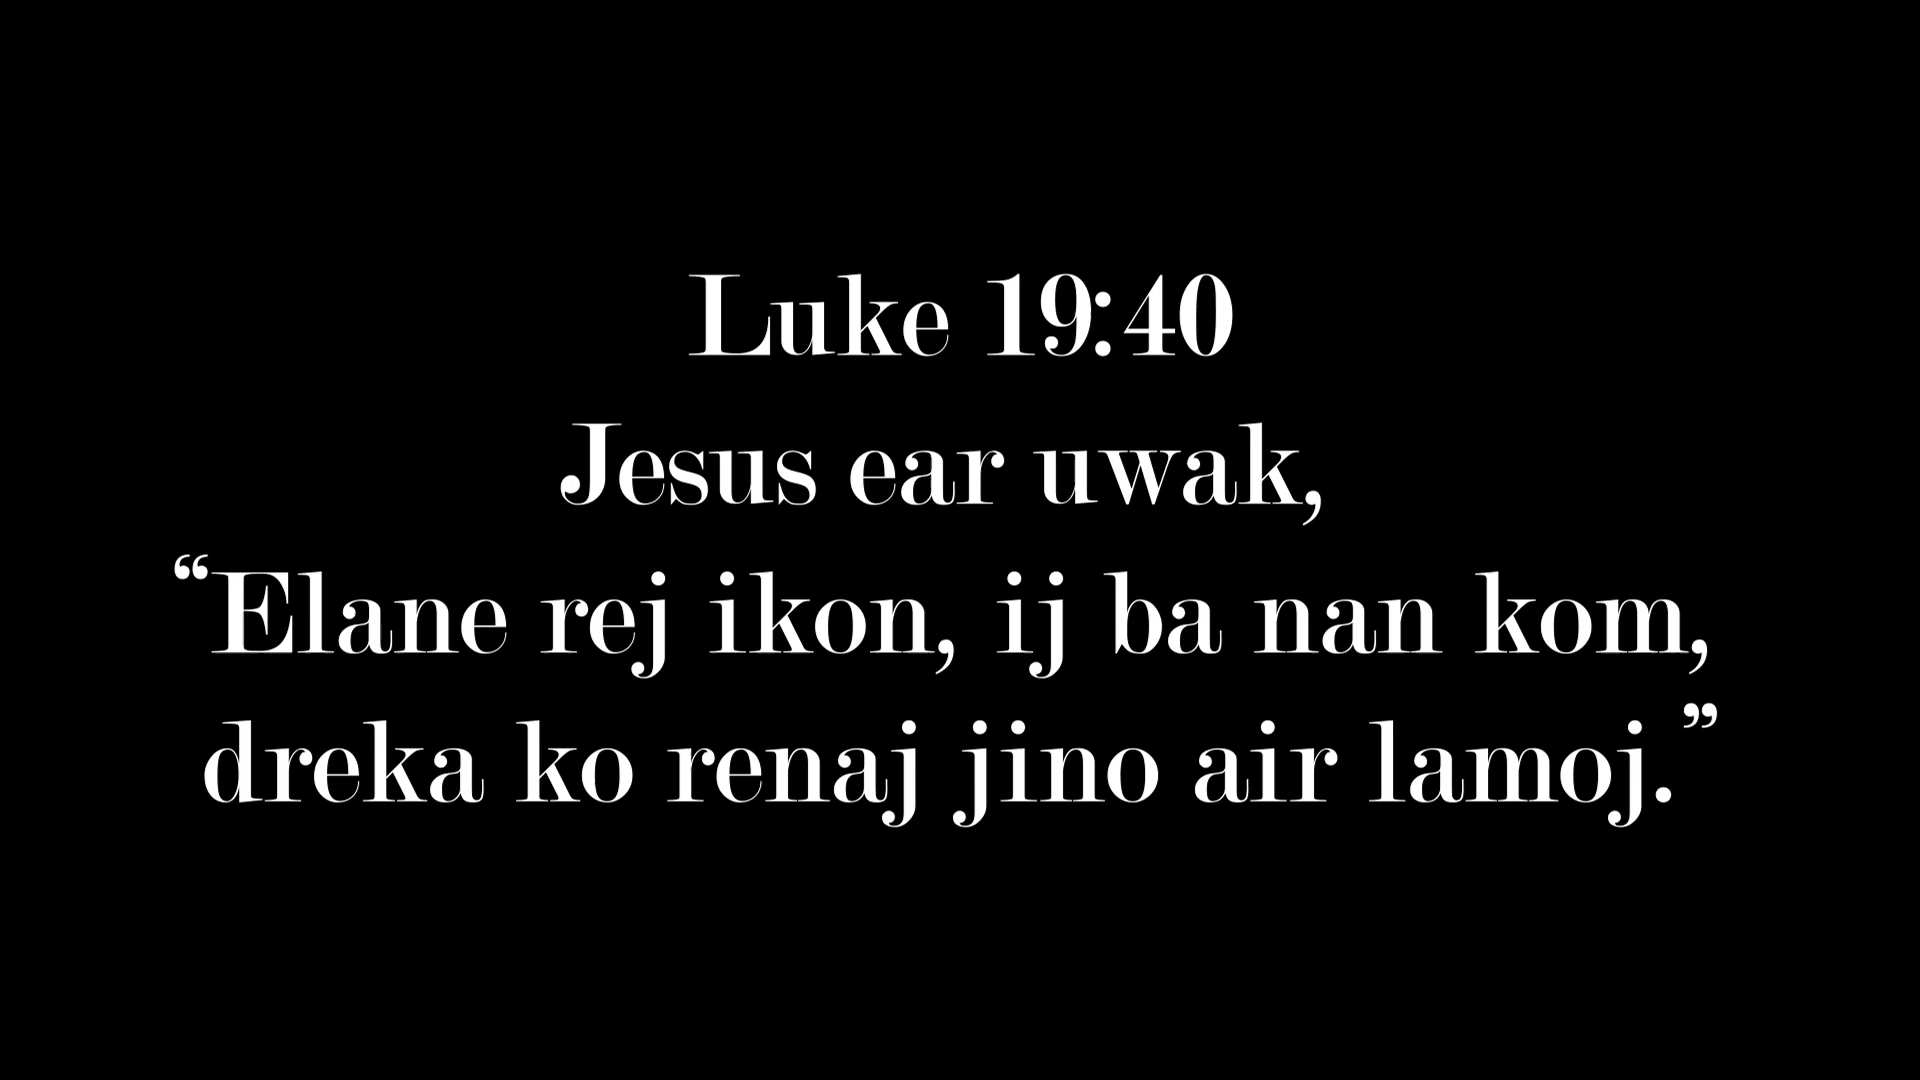 Luke 19:40
Jesus ear uwak,
“Elane rej ikon, ij ba nan kom,
dreka ko renaj jino air lamoj.”